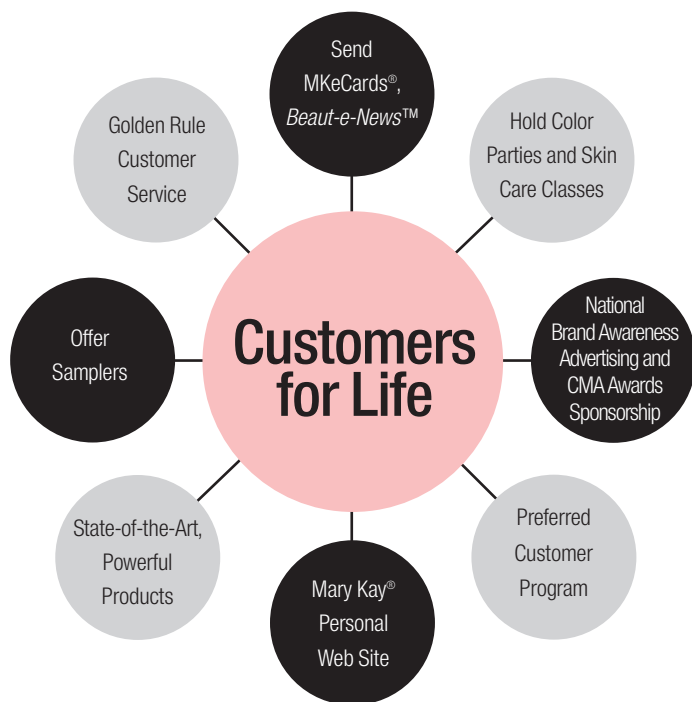 Send
MKeCards®,
Beaut-e-News™
Golden Rule
Customer
Service
Hold Color
Parties and Skin
Care Classes
Offer
Samplers
Customers
for Life
National
Brand Awareness
Advertising and
CMA Awards
Sponsorship
State-of-the-Art,
Powerful
Products
Mary Kay®
Personal
Web Site
Preferred
Customer
Program